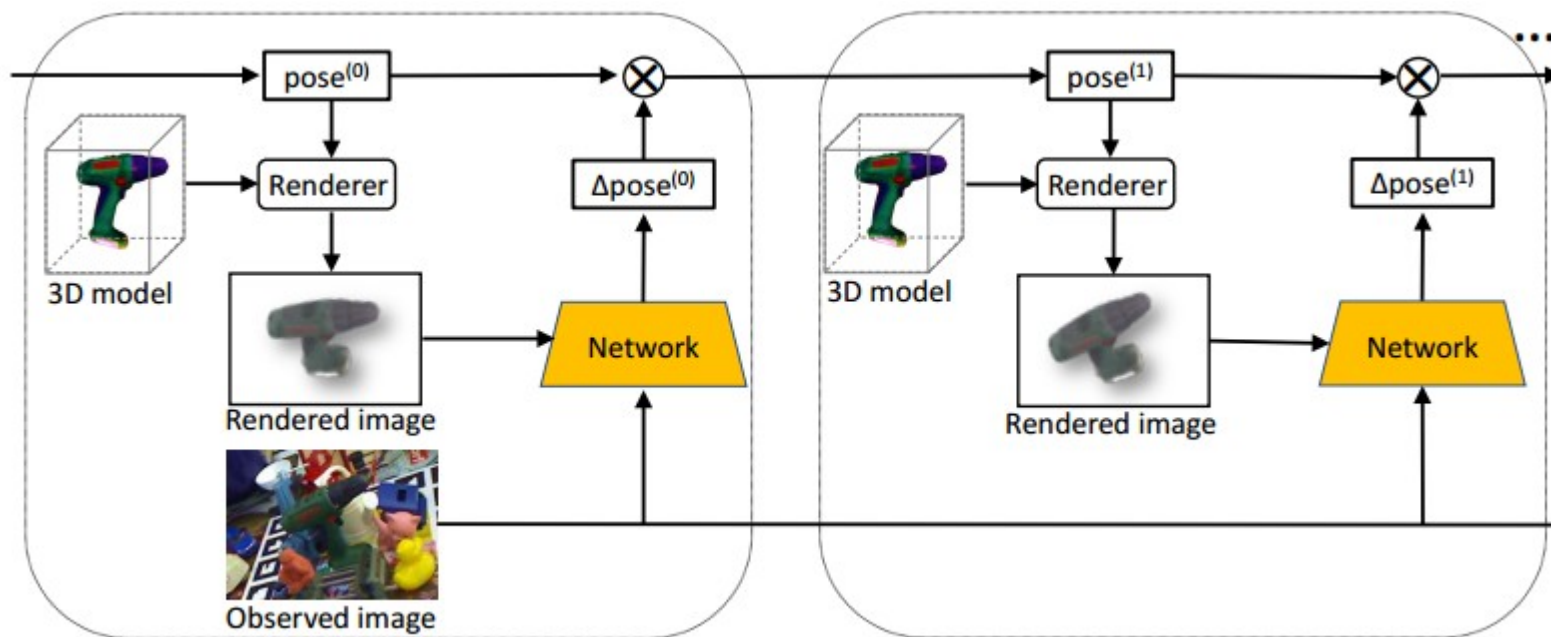 ...
pose(0)
pose(1)
Renderer
Δpose(0)
Renderer
Δpose(1)
3D model
3D model
Network
Network
Rendered image
Rendered image
Observed image